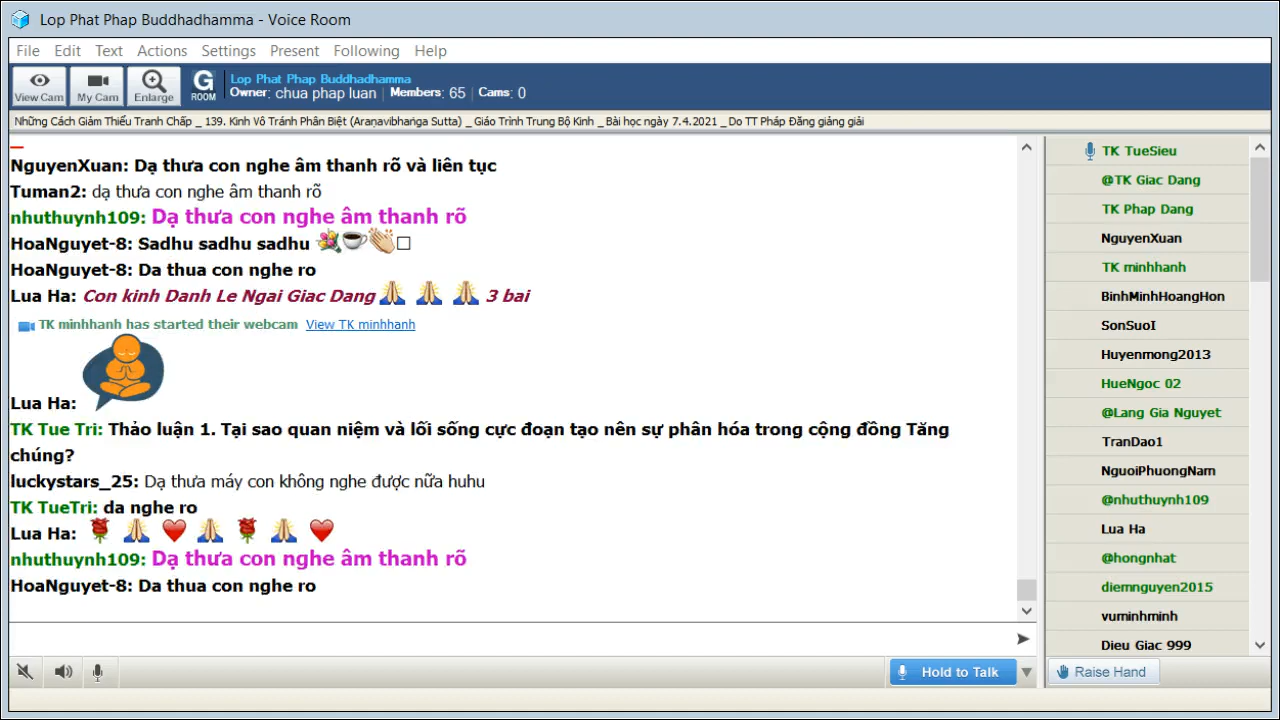 Lop Phat Phap Buddhadhamma - Voice Room
File Edit Text Actions Settings Present Following Help
View Cam My Cam Enlarge G ROOM
Lop Phat Phap Buddhadhamma
Owner: chua phap luan | Members: 65 | Cams: 0
Những Cách Giảm Thiểu Tranh Chấp _ 139. Kinh Vô Tránh Phân Biệt (Araṇavibhaṅga Sutta) _ Giáo Trình Trung Bộ Kinh _ Bài học ngày 7.4.2021 _ Do TT Pháp Đăng giảng giải
NguyenXuan: Dạ thưa con nghe âm thanh rõ và liên tục
Tuman2: dạ thưa con nghe âm thanh rõ
nhuthuynh109: Dạ thưa con nghe âm thanh rõ
HoaNguyet-8: Sadhu sadhu sadhu 💐☕👏□
HoaNguyet-8: Da thua con nghe ro
Lua Ha: Con kinh Danh Le Ngai Giac Dang 🙏 🙏 🙏 3 bai
TK minhhanh has started their webcam View TK minhhanh
Lua Ha:
TK Tue Tri: Thảo luận 1. Tại sao quan niệm và lối sống cực đoạn tạo nên sự phân hóa trong cộng đồng Tăng
chúng?
luckystars_25: Dạ thưa máy con không nghe được nữa huhu
TK TueTri: da nghe ro
Lua Ha: 🌹 🙏 ❤ 🙏 🌹 🙏 ❤
nhuthuynh109: Dạ thưa con nghe âm thanh rõ
HoaNguyet-8: Da thua con nghe ro
Hold to Talk
TK TueSieu
@TK Giac Dang
TK Phap Dang
NguyenXuan
TK minhhanh
BinhMinhHoangHon
SonSuoI
Huyenmong2013
HueNgoc 02
@Lang Gia Nguyet
TranDao1
NguoiPhuongNam
@nhuthuynh109
Lua Ha
@hongnhat
diemnguyen2015
vuminhminh
Dieu Giac 999
Raise Hand